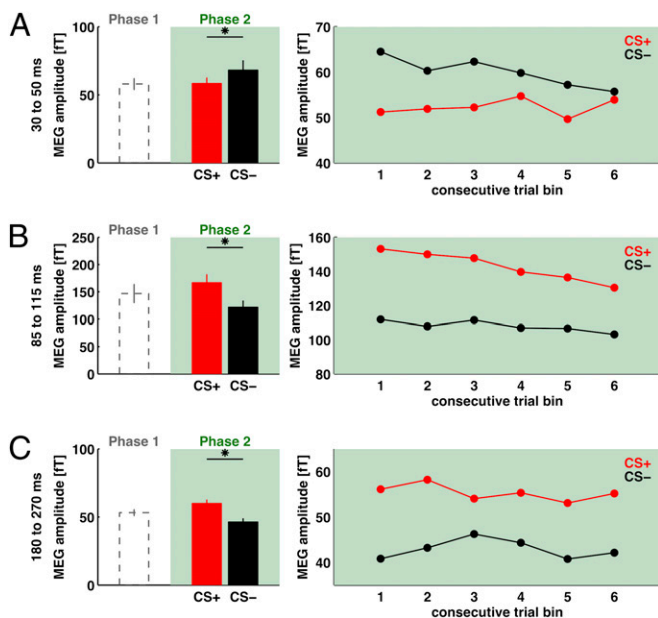 A
Phase 1 Phase 2
30 to 50 ms
MEG amplitude [fT]
100
50
0
*
CS+ CS−
MEG amplitude [fT]
70
60
50
40
CS+
CS−
1 2 3 4 5 6
consecutive trial bin
B
Phase 1 Phase 2
85 to 115 ms
MEG amplitude [fT]
250
200
150
100
50
0
*
CS+ CS−
MEG amplitude [fT]
160
140
120
100
80
CS+
CS−
1 2 3 4 5 6
consecutive trial bin
C
Phase 1 Phase 2
180 to 270 ms
MEG amplitude [fT]
100
50
0
*
CS+ CS−
MEG amplitude [fT]
60
50
40
CS+
CS−
1 2 3 4 5 6
consecutive trial bin